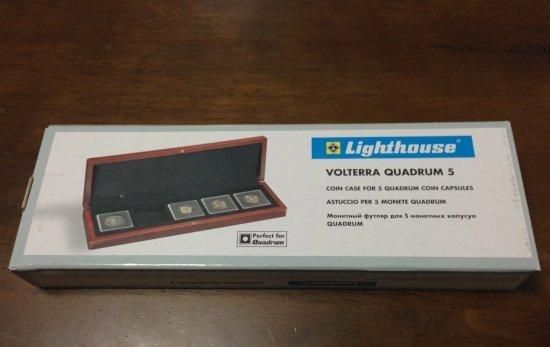 Lighthouse®
VOLTERRA QUADRUM 5
COIN CASE FOR 5 QUADRUM COIN CAPSULES
ASTUCCIO PER 5 MONETE QUADRUM
Монетный футляр для 5 монетных капсул
QUADRUM
Perfect for
Quadrum